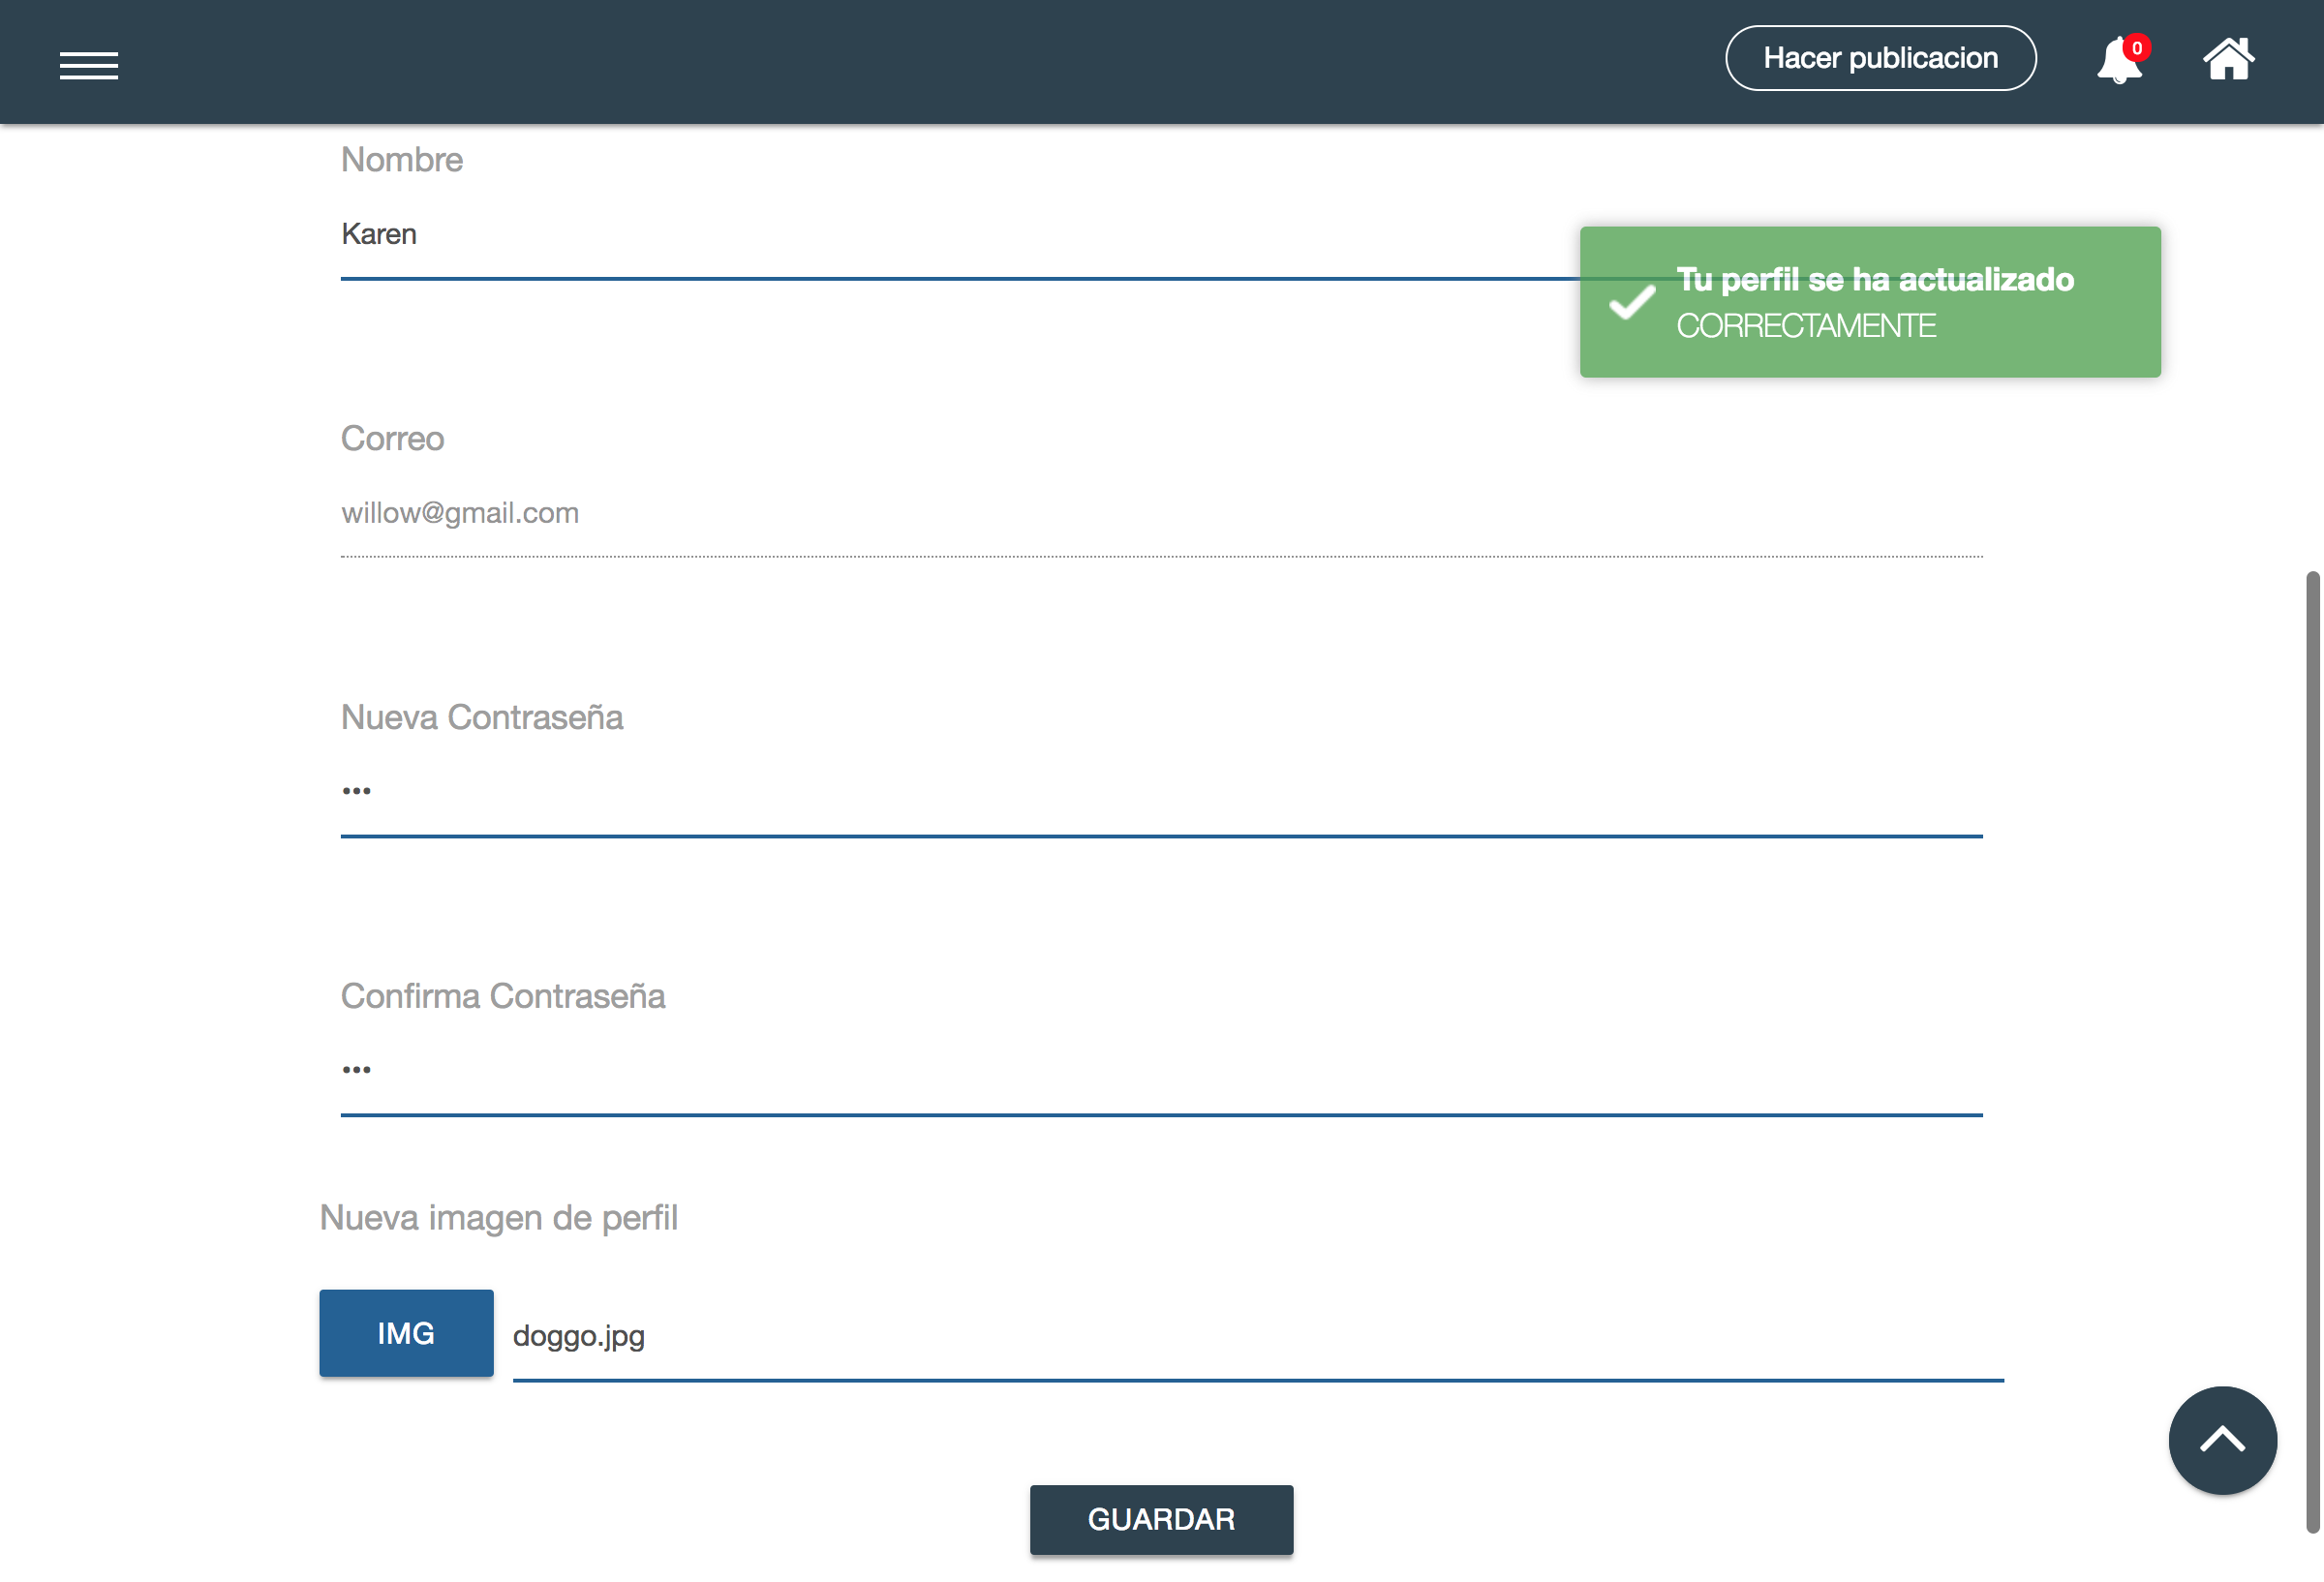 Hacer publicacion
0
Nombre
Karen
Tu perfil se ha actualizado
CORRECTAMENTE
Correo
willow@gmail.com
Nueva Contraseña
•••
Confirma Contraseña
•••
Nueva imagen de perfil
IMG
doggo.jpg
GUARDAR